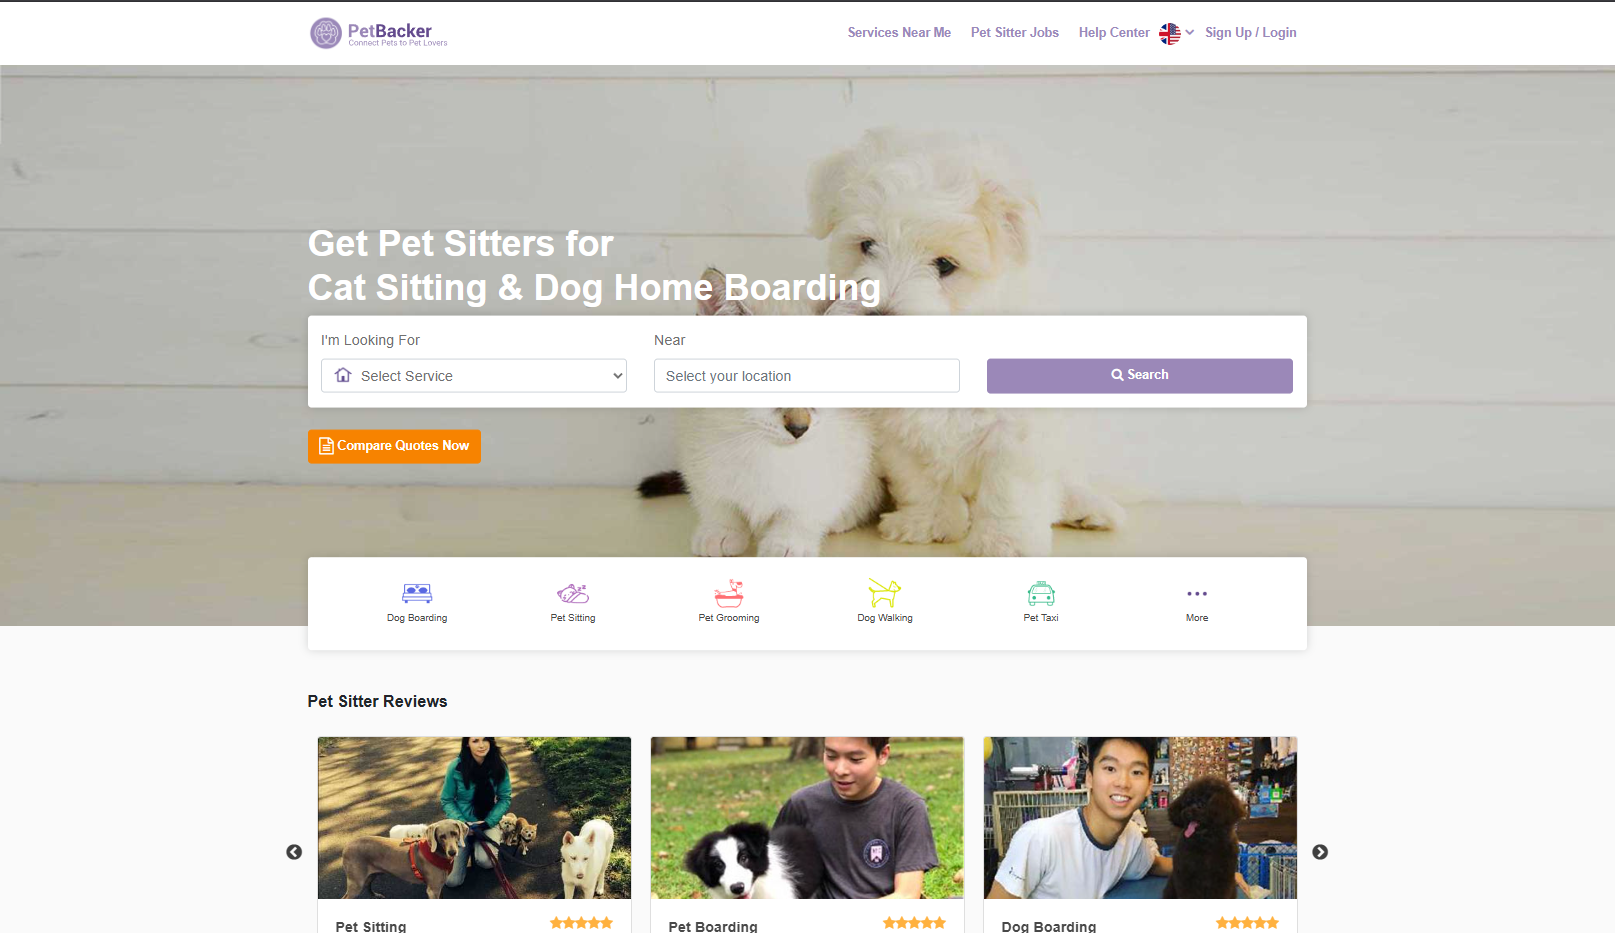 PetBacker
Connect Pets to Pet Lovers
Services Near Me
Pet Sitter Jobs
Help Center
Sign Up / Login
Get Pet Sitters for
Cat Sitting & Dog Home Boarding
I'm Looking For
Near
Select Service
Select your location
Search
Compare Quotes Now
Dog Boarding
Pet Sitting
Pet Grooming
Dog Walking
Pet Taxi
More
Pet Sitter Reviews
Pet Sitting
Pet Boarding
Dog Boarding